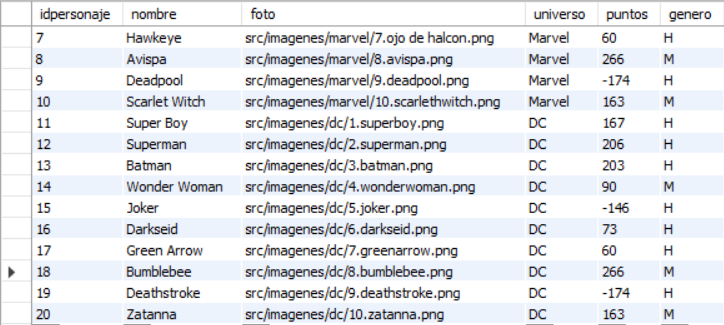 idpersonaje nombre foto universo puntos genero
7 Hawkeye src/imagenes/marvel/7.ojo de halcon.png Marvel 60 H
8 Avispa src/imagenes/marvel/8.avispa.png Marvel 266 M
9 Deadpool src/imagenes/marvel/9.deadpool.png Marvel -174 H
10 Scarlet Witch src/imagenes/marvel/10.scarlethwitch.png Marvel 163 M
11 Super Boy src/imagenes/dc/1.superboy.png DC 167 H
12 Superman src/imagenes/dc/2.superman.png DC 206 H
13 Batman src/imagenes/dc/3.batman.png DC 203 H
14 Wonder Woman src/imagenes/dc/4.wonderwoman.png DC 90 M
15 Joker src/imagenes/dc/5.joker.png DC -146 H
16 Darkseid src/imagenes/dc/6.darkseid.png DC 73 H
17 Green Arrow src/imagenes/dc/7.greenarrow.png DC 60 H
18 Bumblebee src/imagenes/dc/8.bumblebee.png DC 266 M
19 Deathstroke src/imagenes/dc/9.deathstroke.png DC -174 H
20 Zatanna src/imagenes/dc/10.zatanna.png DC 163 M